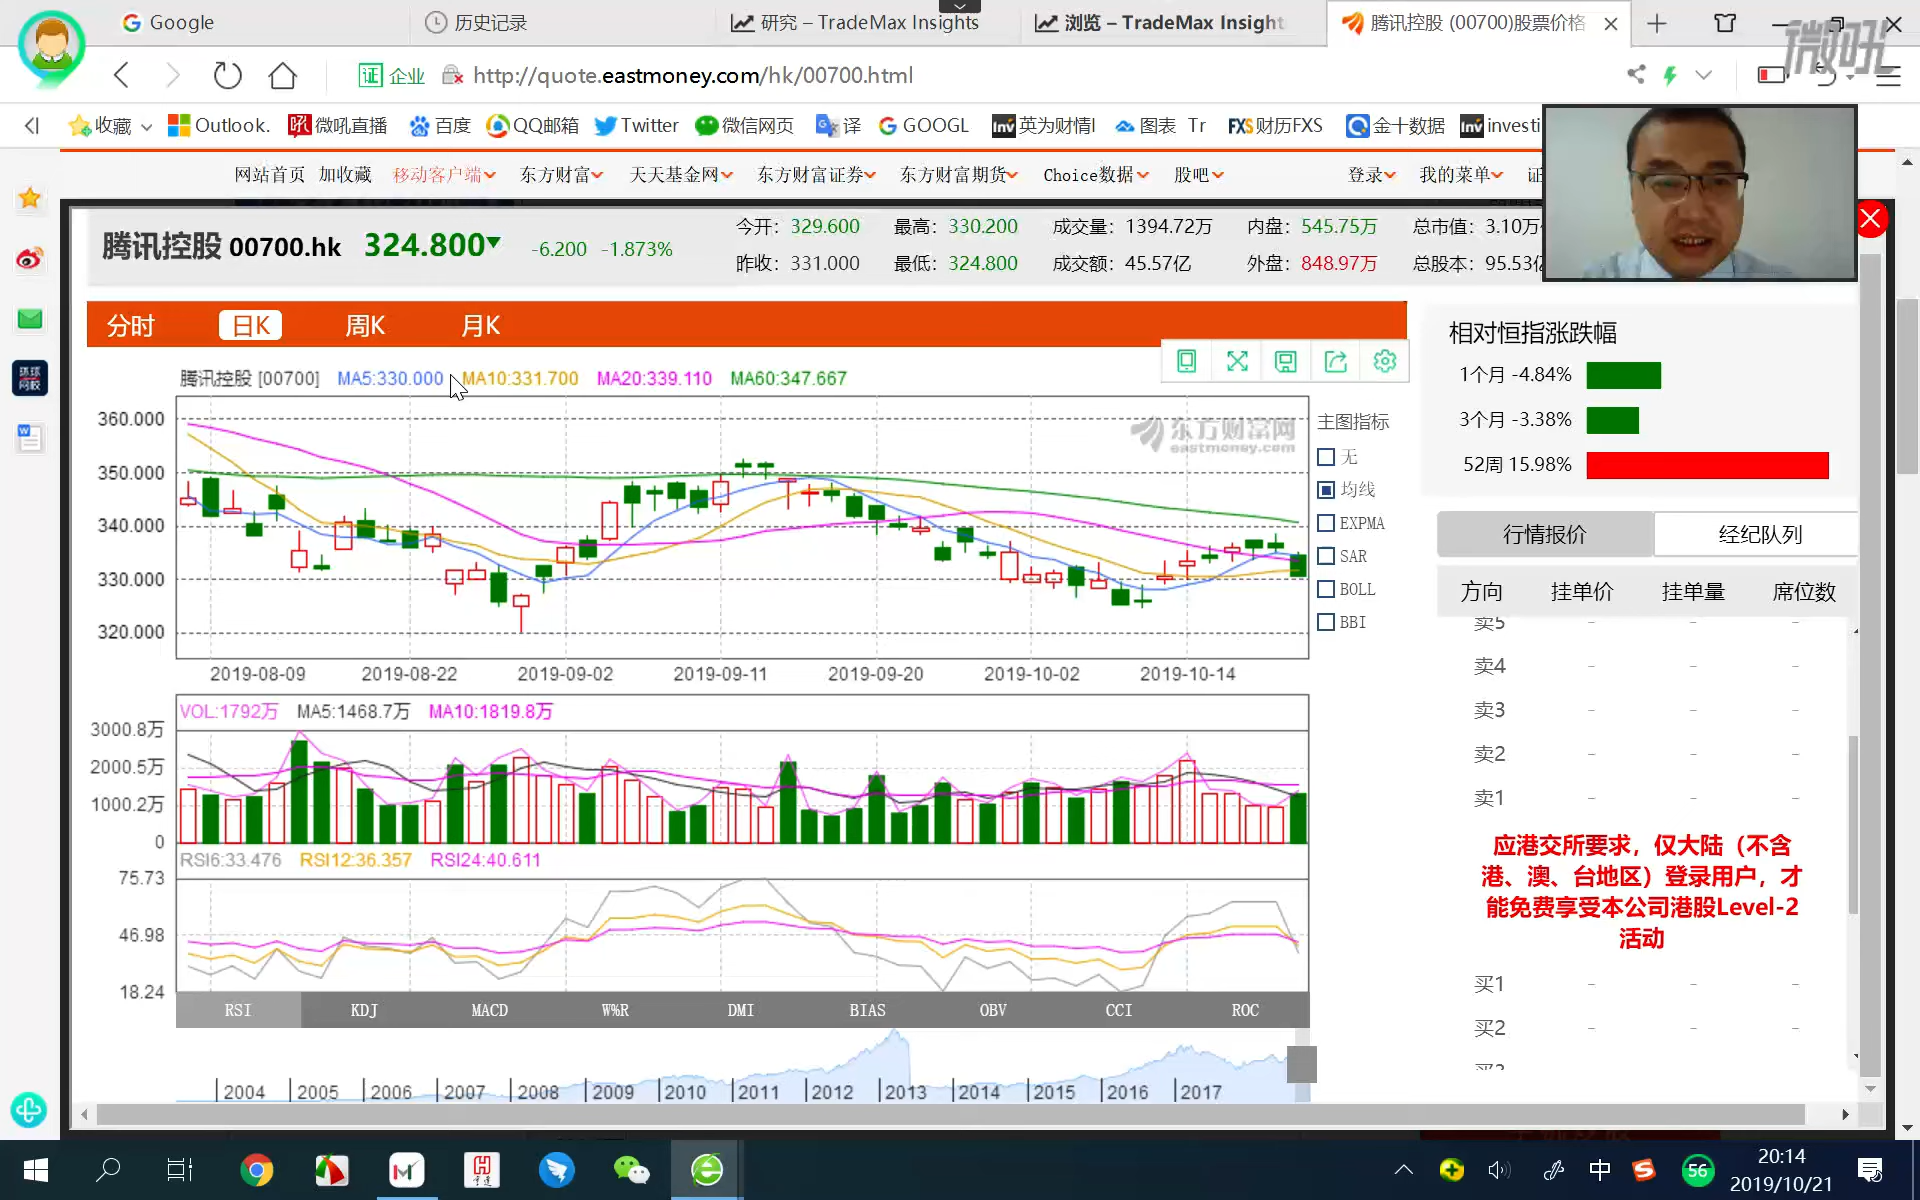 Google
历史记录
研究 – TradeMax Insights
浏览 – TradeMax Insight
腾讯控股 (00700)股票价格
微吼
证 企业
http://quote.eastmoney.com/hk/00700.html
收藏
Outlook.
微吼直播
百度
QQ邮箱
Twitter
微信网页
译
GOOGL
英为财情I
图表 Tr
FXS财历FXS
金十数据
Inv investi
网站首页 加收藏 移动客户端 东方财富 天天基金网 东方财富证券 东方财富期货 Choice数据 股吧 登录 我的菜单 证
腾讯控股 00700.hk 324.800 -6.200 -1.873%
今开: 329.600 最高: 330.200 成交量: 1394.72万 内盘: 545.75万 总市值: 3.10万
昨收: 331.000 最低: 324.800 成交额: 45.57亿 外盘: 848.97万 总股本: 95.53亿
分时 日K 周K 月K
腾讯控股 [00700] MA5:330.000 MA10:331.700 MA20:339.110 MA60:347.667
360.000
350.000
340.000
330.000
320.000
东方财富网
eastmoney.com
2019-08-09 2019-08-22 2019-09-02 2019-09-11 2019-09-20 2019-10-02 2019-10-14
主图指标
无
均线
EXPMA
SAR
BOLL
BBI
VOL:1792万 MA5:1468.7万 MA10:1819.8万
3000.8万
2000.5万
1000.2万
0
RSI6:33.476 RSI12:36.357 RSI24:40.611
75.73
46.98
18.24
RSI KDJ MACD W%R DMI BIAS OBV CCI ROC
2004 2005 2006 2007 2008 2009 2010 2011 2012 2013 2014 2015 2016 2017
相对恒指涨跌幅
1个月 -4.84%
3个月 -3.38%
52周 15.98%
行情报价 经纪队列
方向 挂单价 挂单量 席位数
卖5 - - -
卖4 - - -
卖3 - - -
卖2 - - -
卖1 - - -
应港交所要求，仅大陆（不含
港、澳、台地区）登录用户，才
能免费享受本公司港股Level-2
活动
买1 - - -
买2 - - -
环球
网校
中
56
20:14
2019/10/21